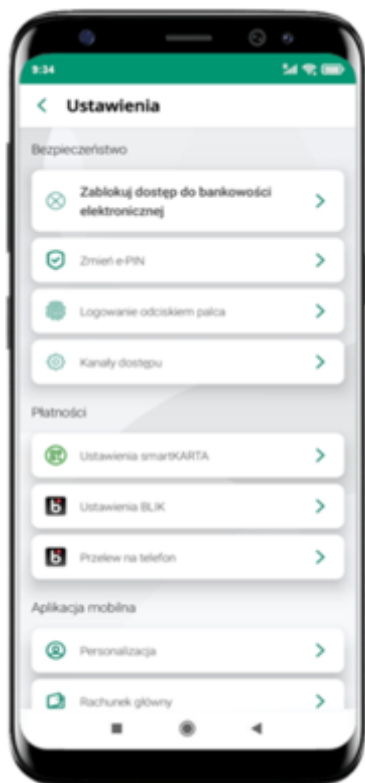 9:34
Ustawienia
Bezpieczeństwo
Zablokuj dostęp do bankowości
elektronicznej
Zmień e-PIN
Logowanie odciskiem palca
Kanały dostępu
Płatności
Ustawienia smartKARTA
Ustawienia BLIK
Przelew na telefon
Aplikacja mobilna
Personalizacja
Rachunek główny